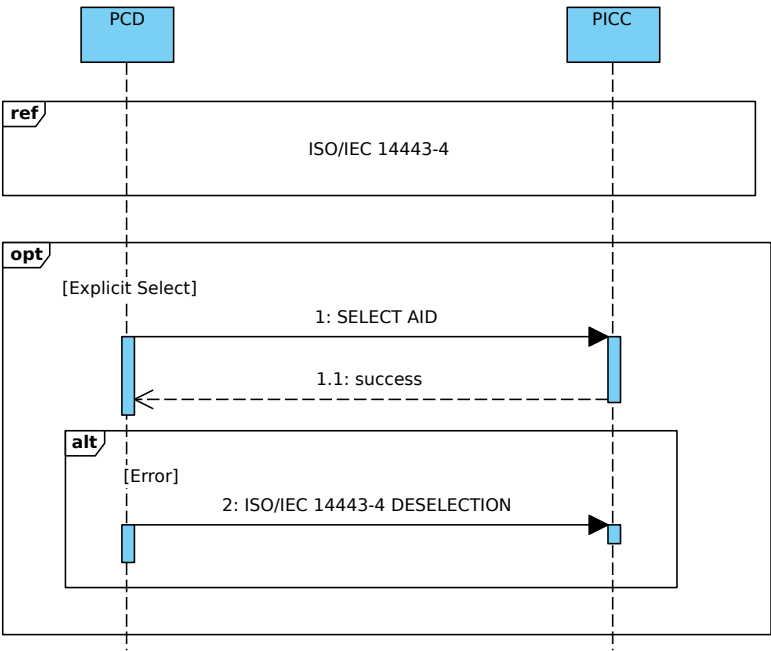 PCD
PICC
ref
ISO/IEC 14443-4
opt
[Explicit Select]
1: SELECT AID
1.1: success
alt
[Error]
2: ISO/IEC 14443-4 DESELECTION